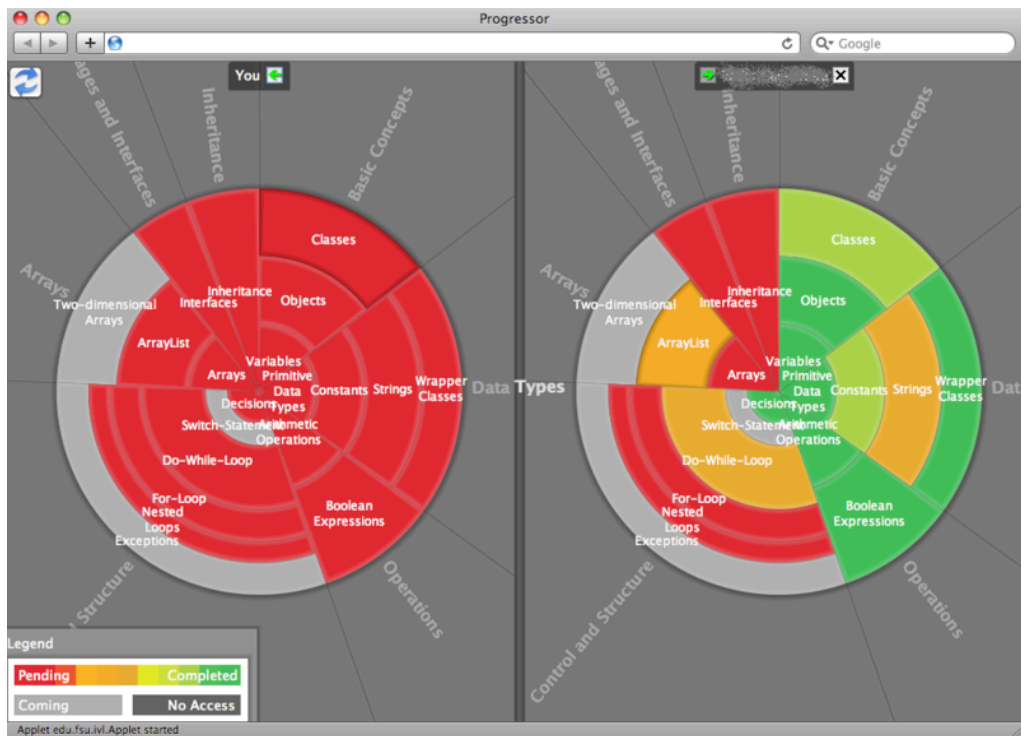 Progressor
Google
You
ages and Interfaces
Inheritance
Basic Concepts
Arrays
Classes
Two-dimensional
Arrays
Interfaces
Inheritance
Objects
ArrayList
Arrays
Variables
Primitive
Data
Types
Constants
Strings
Wrapper
Classes
Decisions
Switch-Statement
Arithmetic
Operations
Do-While-Loop
For-Loop
Nested
Loops
Exceptions
Boolean
Expressions
Data Types
d Structure
Operations
ages and Interfaces
Inheritance
Basic Concepts
Arrays
Classes
Two-dimensional
Arrays
Interfaces
Inheritance
Objects
ArrayList
Arrays
Variables
Primitive
Data
Types
Constants
Strings
Wrapper
Classes
Decisions
Switch-Statement
Arithmetic
Operations
Do-While-Loop
For-Loop
Nested
Loops
Exceptions
Boolean
Expressions
Dat
Control and Structure
Operations
Legend
Pending
Completed
Coming
No Access
Applet edu.fsu.ivl.Applet started